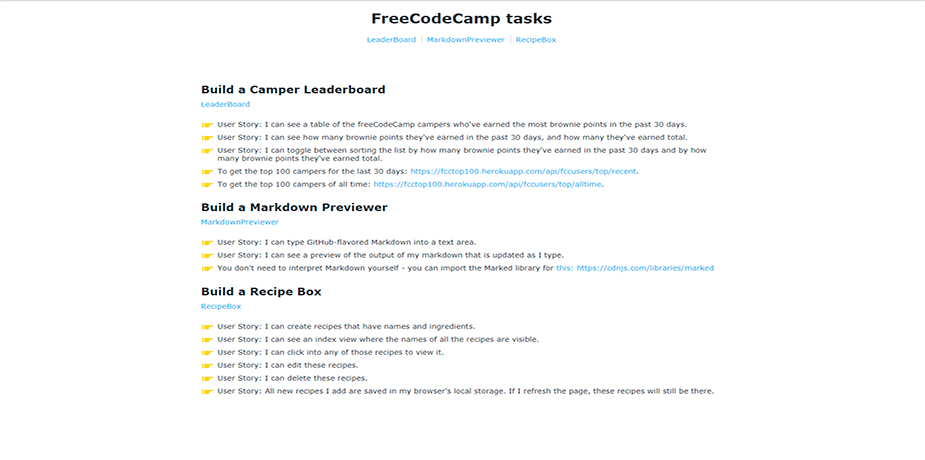 FreeCodeCamp tasks
LeaderBoard
MarkdownPreviewer
RecipeBox
Build a Camper Leaderboard
LeaderBoard
User Story: I can see a table of the freeCodeCamp campers who've earned the most brownie points in the past 30 days.
User Story: I can see how many brownie points they've earned in the past 30 days, and how many they've earned total.
User Story: I can toggle between sorting the list by how many brownie points they've earned in the past 30 days and by how
many brownie points they've earned total.
To get the top 100 campers for the last 30 days: https://fcctop100.herokuapp.com/api/fccusers/top/recent.
To get the top 100 campers of all time: https://fcctop100.herokuapp.com/api/fccusers/top/alltime.
Build a Markdown Previewer
MarkdownPreviewer
User Story: I can type GitHub-flavored Markdown into a text area.
User Story: I can see a preview of the output of my markdown that is updated as I type.
You don't need to interpret Markdown yourself - you can import the Marked library for this: https://cdnjs.com/libraries/marked
Build a Recipe Box
RecipeBox
User Story: I can create recipes that have names and ingredients.
User Story: I can see an index view where the names of all the recipes are visible.
User Story: I can click into any of those recipes to view it.
User Story: I can edit these recipes.
User Story: I can delete these recipes.
User Story: All new recipes I add are saved in my browser's local storage. If I refresh the page, these recipes will still be there.